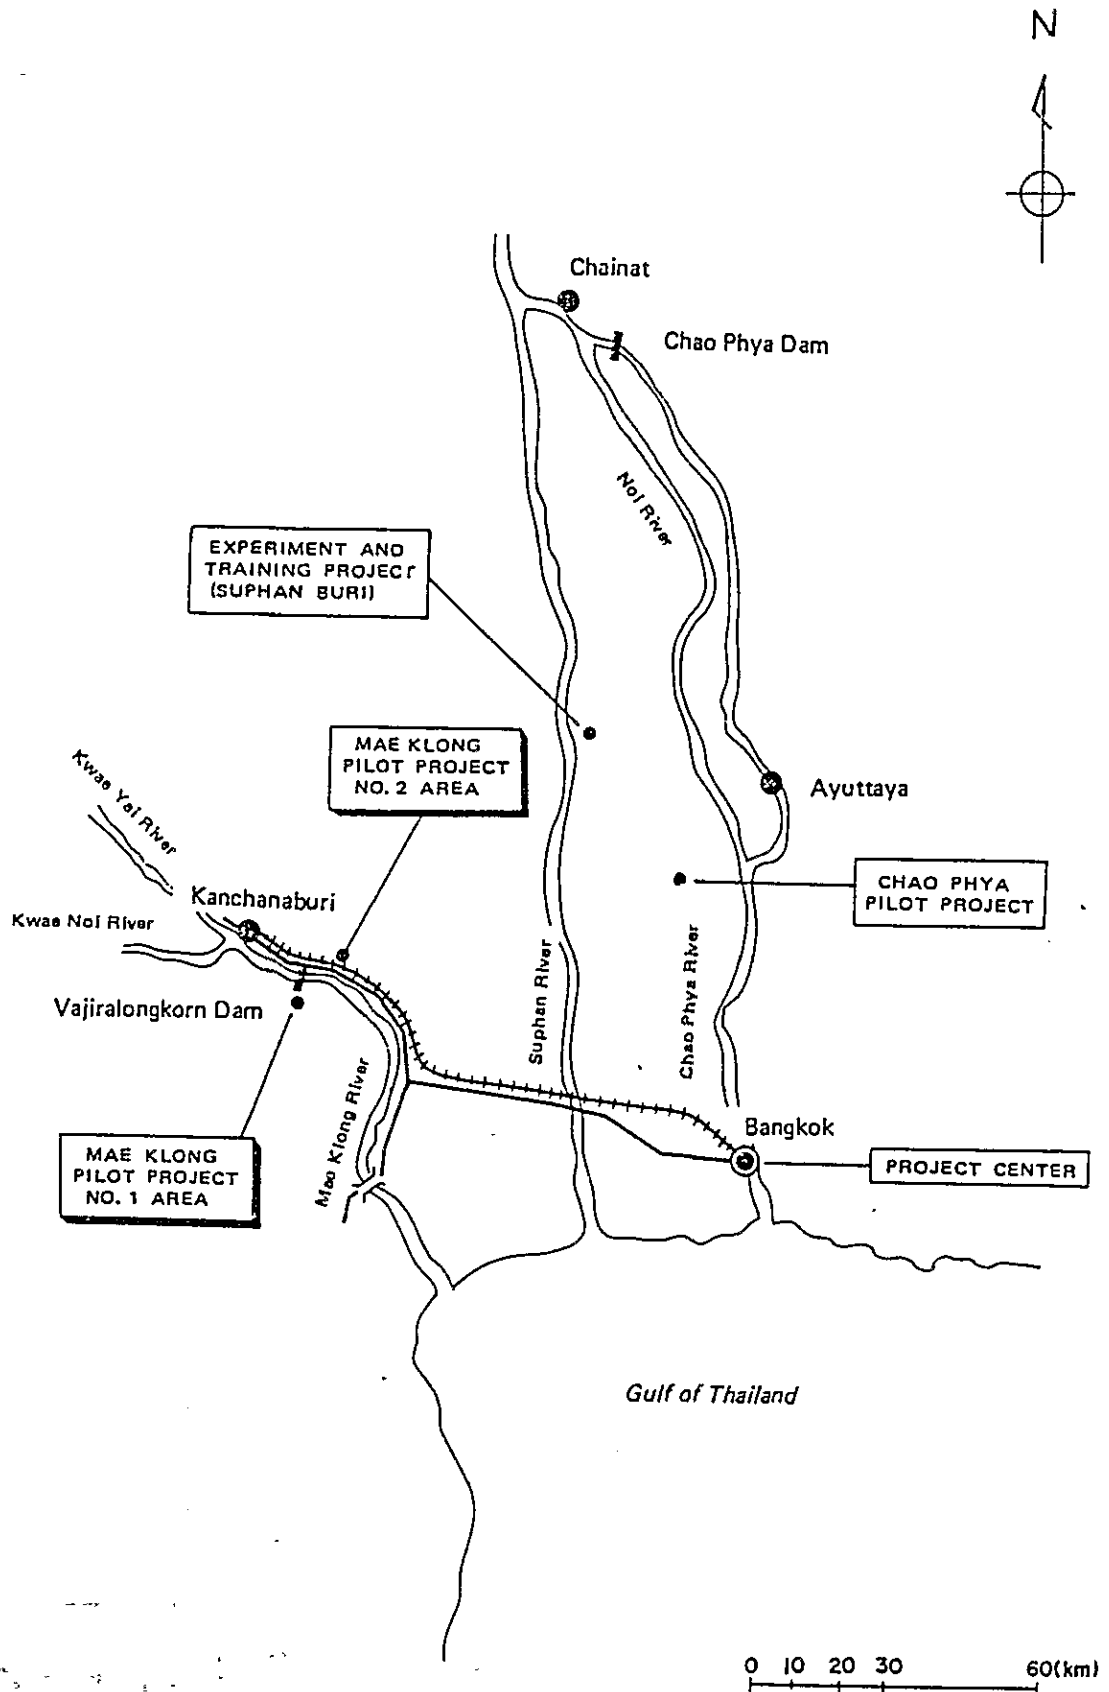 N
Chainat
Chao Phya Dam
Noi River
EXPERIMENT AND
TRAINING PROJECT
(SUPHAN BURI)
MAE KLONG
PILOT PROJECT
NO. 2 AREA
Kwae Yai River
Ayuttaya
Kanchanaburi
CHAO PHYA
PILOT PROJECT
Kwae Noi River
Vajiralongkorn Dam
Suphan River
Chao Phya River
Mae Klong River
Bangkok
MAE KLONG
PILOT PROJECT
NO. 1 AREA
PROJECT CENTER
Gulf of Thailand
0 10 20 30 60(km)